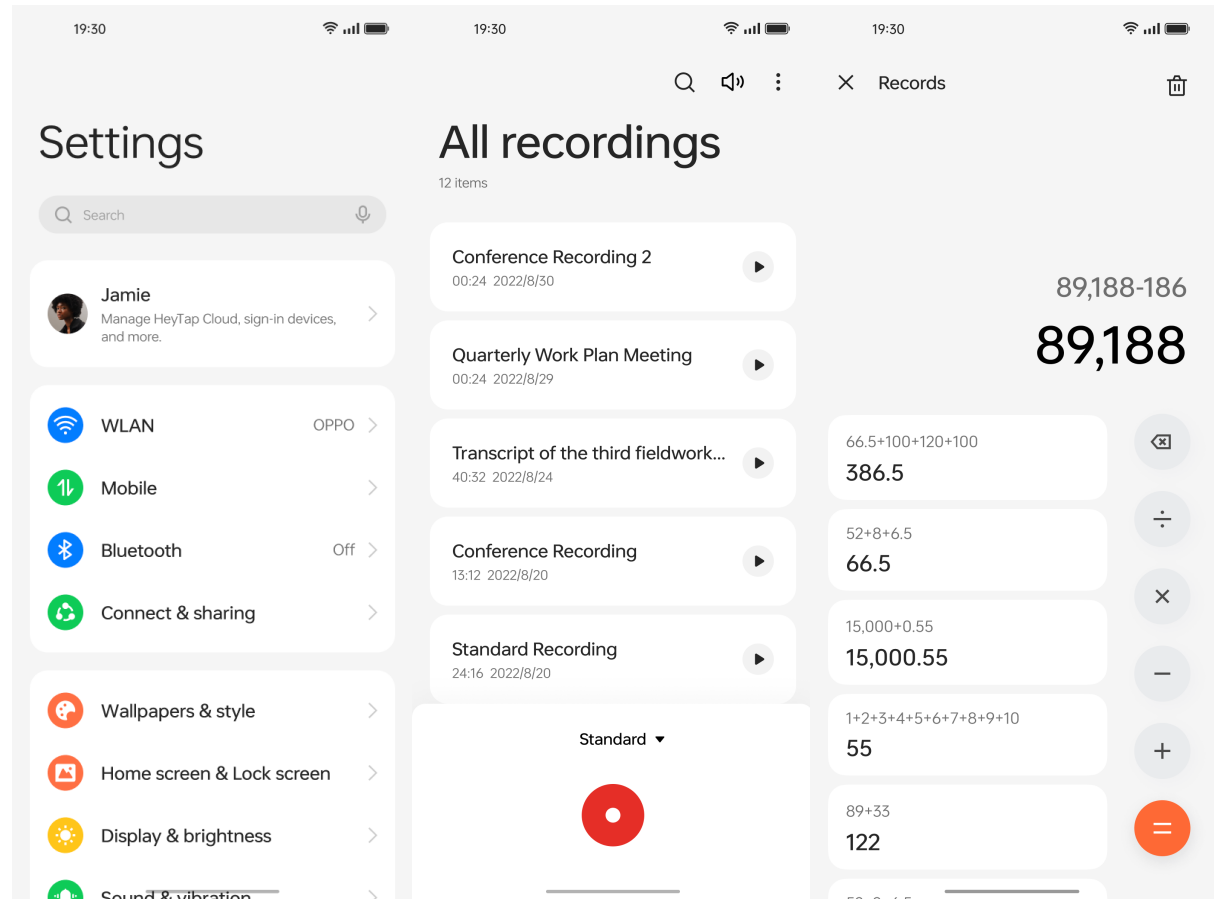 19:30
Settings
Search
Jamie
Manage HeyTap Cloud, sign-in devices,
and more.
WLAN OPPO
Mobile
Bluetooth Off
Connect & sharing
Wallpapers & style
Home screen & Lock screen
Display & brightness
Sound & vibration
19:30
All recordings
12 items
Conference Recording 2
00:24 2022/8/30
Quarterly Work Plan Meeting
00:24 2022/8/29
Transcript of the third fieldwork...
40:32 2022/8/24
Conference Recording
13:12 2022/8/20
Standard Recording
24:16 2022/8/20
Standard
19:30
Records
89,188-186
89,188
66.5+100+120+100
386.5
52+8+6.5
66.5
15,000+0.55
15,000.55
1+2+3+4+5+6+7+8+9+10
55
89+33
122
÷
×
−
+
=